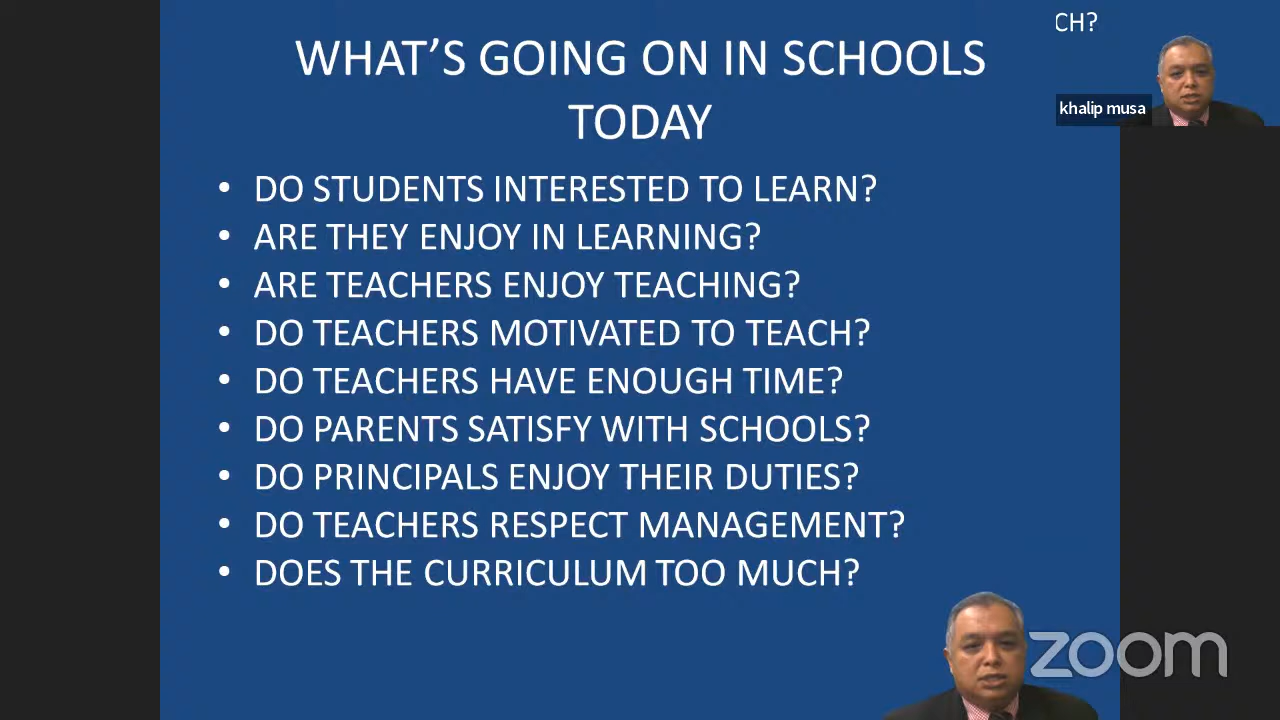 CH?
WHAT'S GOING ON IN SCHOOLS
TODAY
khalip musa
• DO STUDENTS INTERESTED TO LEARN?
• ARE THEY ENJOY IN LEARNING?
• ARE TEACHERS ENJOY TEACHING?
• DO TEACHERS MOTIVATED TO TEACH?
• DO TEACHERS HAVE ENOUGH TIME?
• DO PARENTS SATISFY WITH SCHOOLS?
• DO PRINCIPALS ENJOY THEIR DUTIES?
• DO TEACHERS RESPECT MANAGEMENT?
• DOES THE CURRICULUM TOO MUCH?
zoom